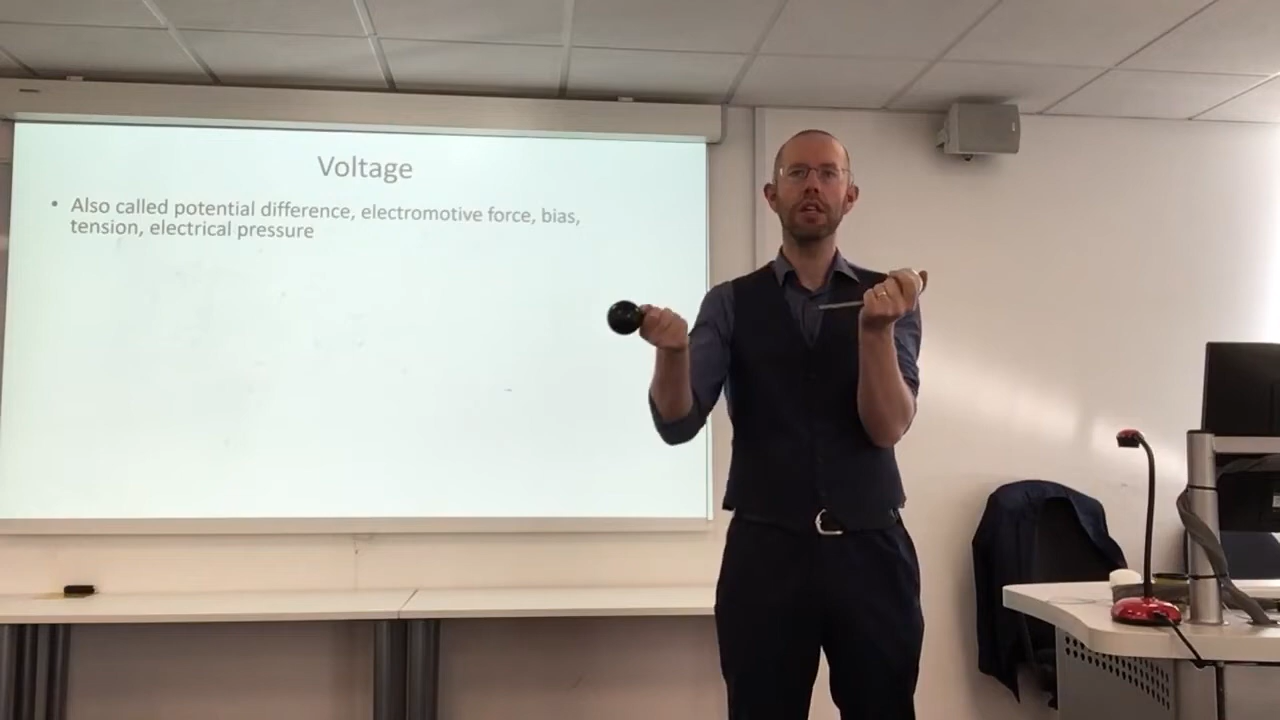 Voltage
• Also called potential difference, electromotive force, bias,
tension, electrical pressure